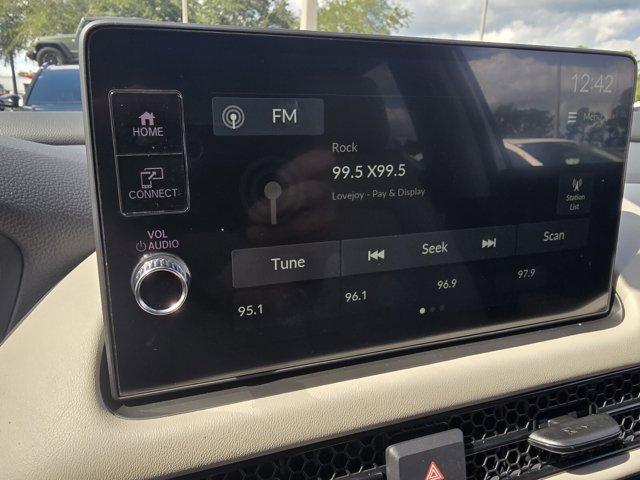 12:42
HOME
FM
Menu
Rock
99.5 X99.5
Lovejoy - Pay & Display
CONNECT
Station
List
VOL
AUDIO
Tune
Seek
Scan
95.1
96.1
96.9
97.9